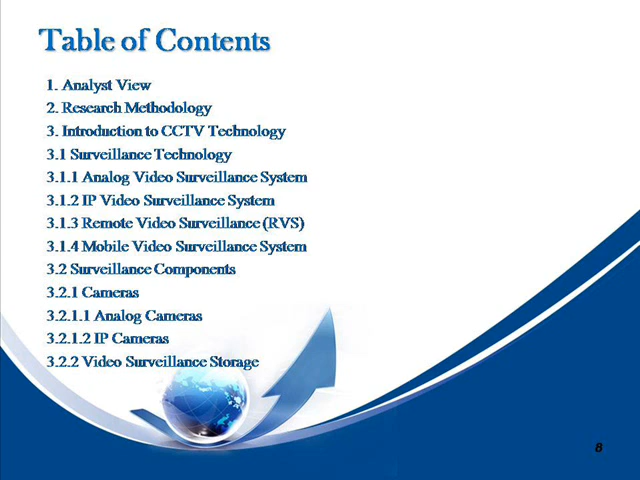 Table of Contents
1. Analyst View
2. Research Methodology
3. Introduction to CCTV Technology
3.1 Surveillance Technology
3.1.1 Analog Video Surveillance System
3.1.2 IP Video Surveillance System
3.1.3 Remote Video Surveillance (RVS)
3.1.4 Mobile Video Surveillance System
3.2 Surveillance Components
3.2.1 Cameras
3.2.1.1 Analog Cameras
3.2.1.2 IP Cameras
3.2.2 Video Surveillance Storage
8